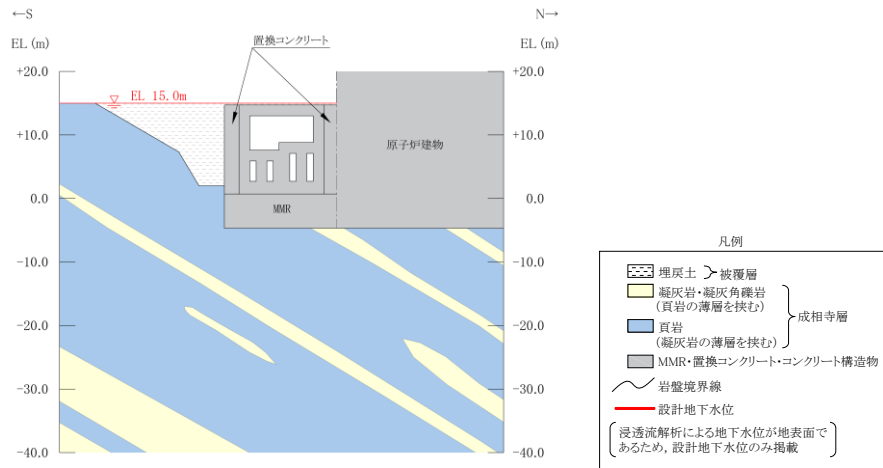 ←S
N→
EL (m)
置換コンクリート
EL (m)
+20.0
+20.0
EL 15.0m
+10.0
原子炉建物
+10.0
0.0
MMR
0.0
-10.0
-10.0
-20.0
-20.0
-30.0
-30.0
-40.0
-40.0
凡例
埋戻土
被覆層
凝灰岩・凝灰角礫岩
(頁岩の薄層を挟む)
成相寺層
頁岩
(凝灰岩の薄層を挟む)
MMR・置換コンクリート・コンクリート構造物
岩盤境界線
設計地下水位
浸透流解析による地下水位が地表面で
あるため，設計地下水位のみ掲載